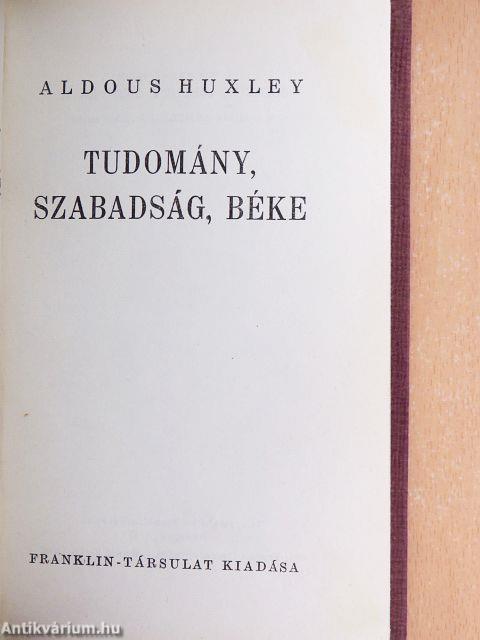 ALDOUS HUXLEY
TUDOMÁNY,
SZABADSÁG, BÉKE
FRANKLIN-TÁRSULAT KIADÁSA
Antikvárium.hu